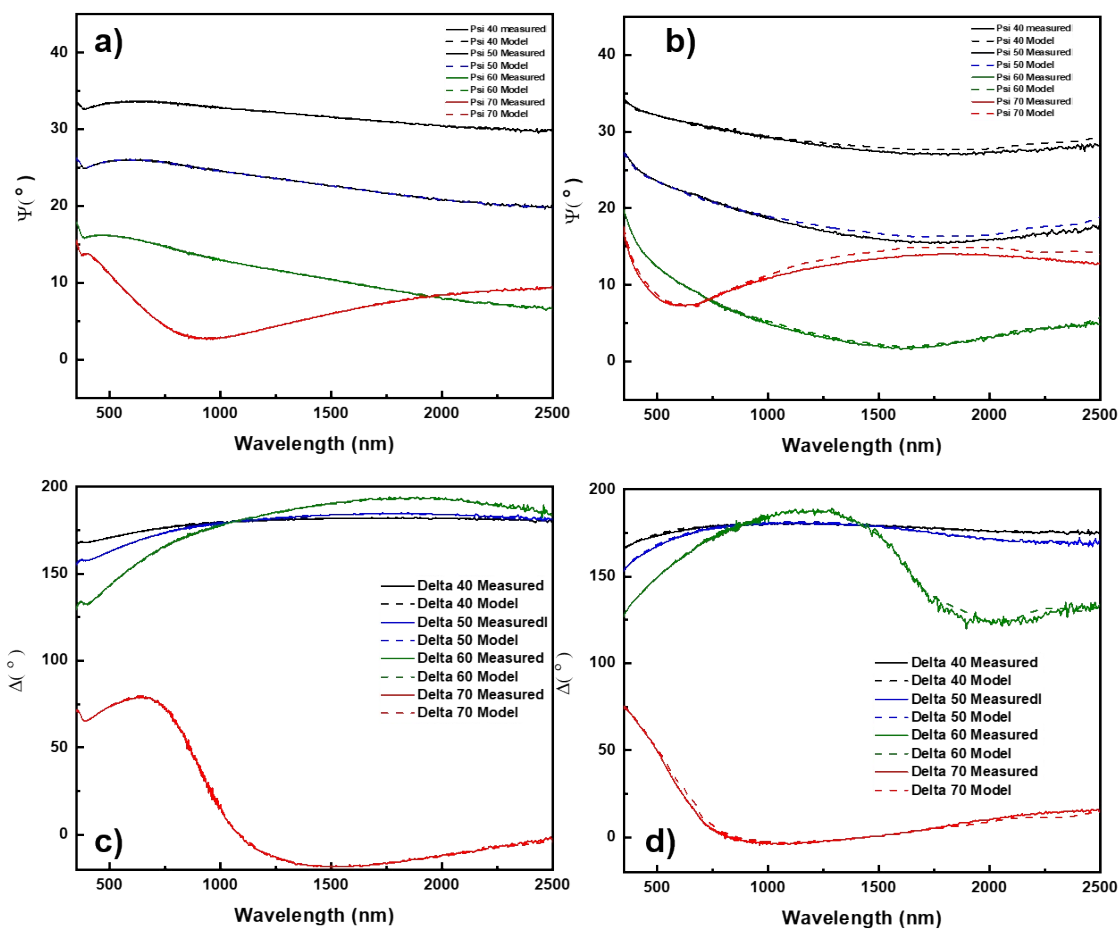 a)
Psi 40 measured
Psi 40 Model
Psi 50 Measured
Psi 50 Model
Psi 60 Measured
Psi 60 Model
Psi 70 Measured
Psi 70 Model
40
30
20
10
0
Ψ(°)
500 1000 1500 2000 2500
Wavelength (nm)
b)
Psi 40 measured
Psi 40 Model
Psi 50 Measuredl
Psi 50 Model
Psi 60 Measured
Psi 60 Model
Psi 70 Measuredl
Psi 70 Model
40
30
20
10
0
Ψ(°)
500 1000 1500 2000 2500
Wavelength (nm)
200
150
100
50
0
Δ(°)
Delta 40 Measured
Delta 40 Model
Delta 50 Measuredl
Delta 50 Model
Delta 60 Measured
Delta 60 Model
Delta 70 Measured
Delta 70 Model
c)
500 1000 1500 2000 2500
Wavelength (nm)
200
150
100
50
0
Δ(°)
Delta 40 Measured
Delta 40 Model
Delta 50 Measuredl
Delta 50 Model
Delta 60 Measured
Delta 60 Model
Delta 70 Measured
Delta 70 Model
d)
500 1000 1500 2000 2500
Wavelength (nm)